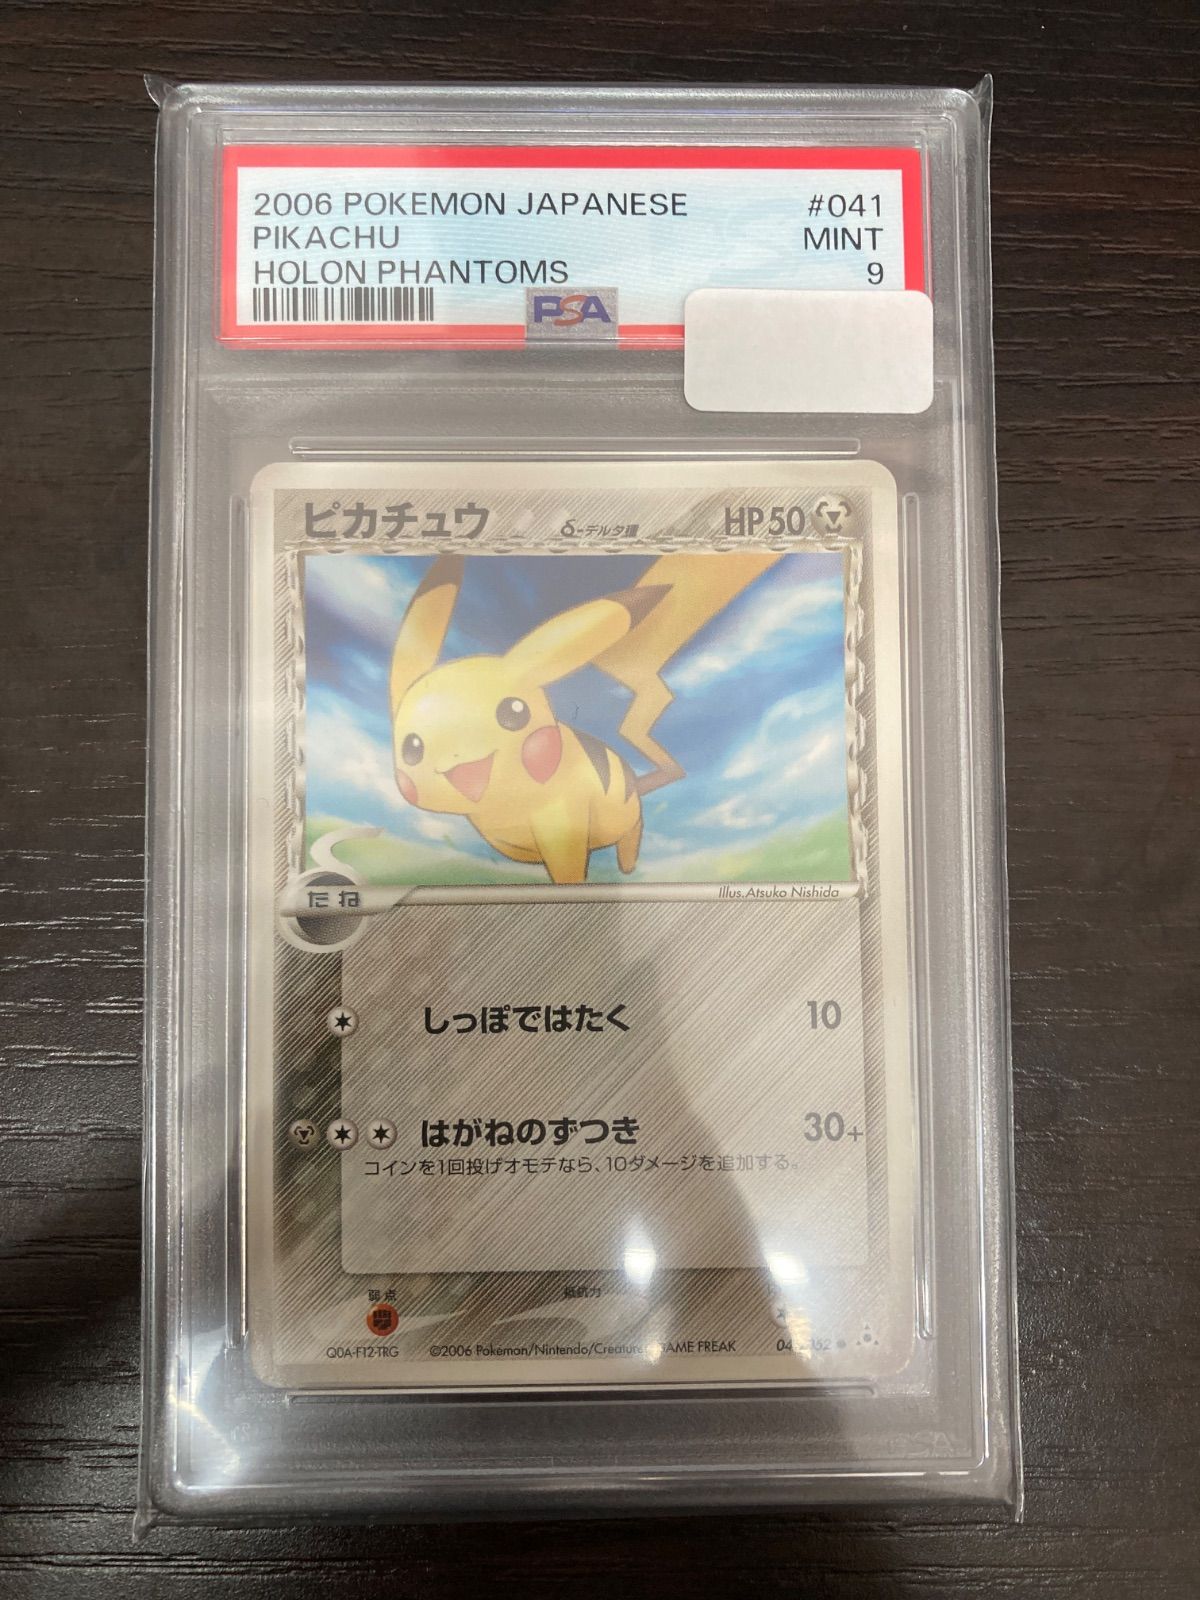 2006 POKEMON JAPANESE #041
PIKACHU MINT
HOLON PHANTOMS 9
PSA
ピカチュウ δ-デルタ種 HP50
Illus.Atsuko Nishida
たね
しっぽではたく 10
はがねのずつき 30+
コインを1回投げオモテなら、10ダメージを追加する。
弱点 抵抗力
Q0A-F12-TRG ©2006 Pokémon/Nintendo/Creatures GAME FREAK